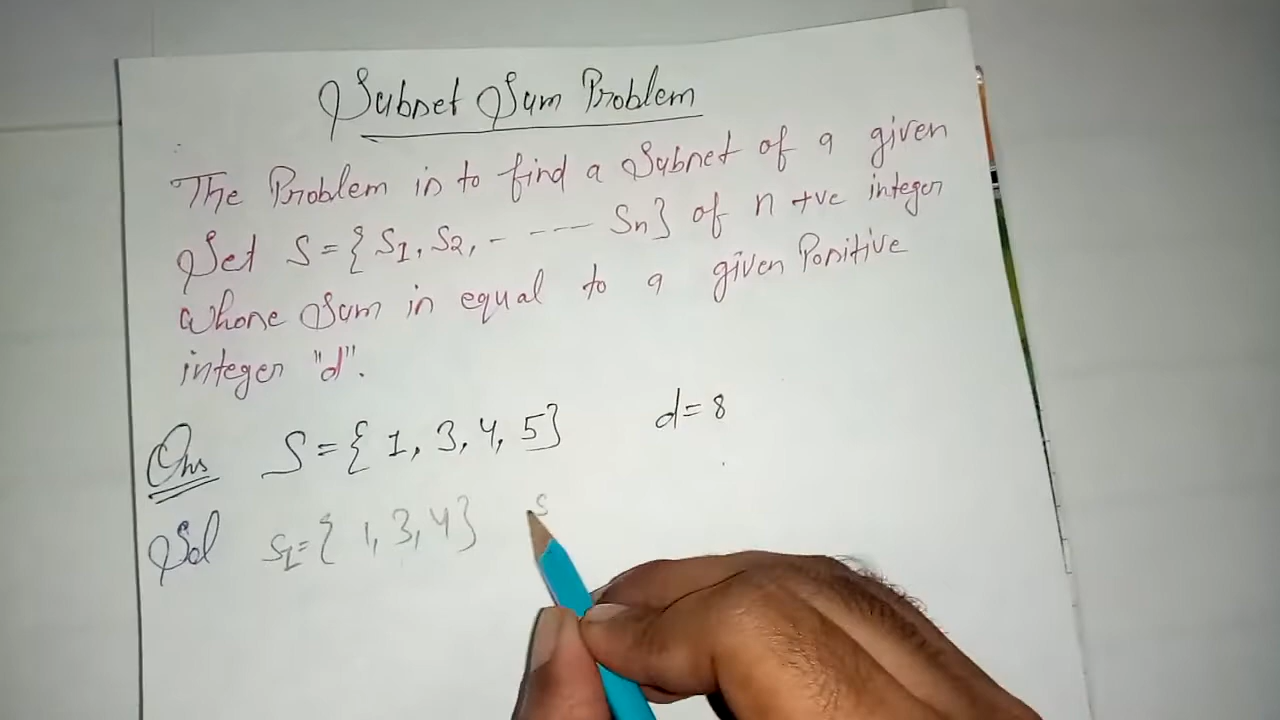 Subset Sum Problem
The Problem is to find a Subset of a given
Set S = { S1, S2, - - --- Sn} of n +ve integer
whose Sum is equal to a given Positive
integer "d".
Qns S = { 1, 3, 4, 5} d = 8
Sol S1 = { 1, 3, 4} S